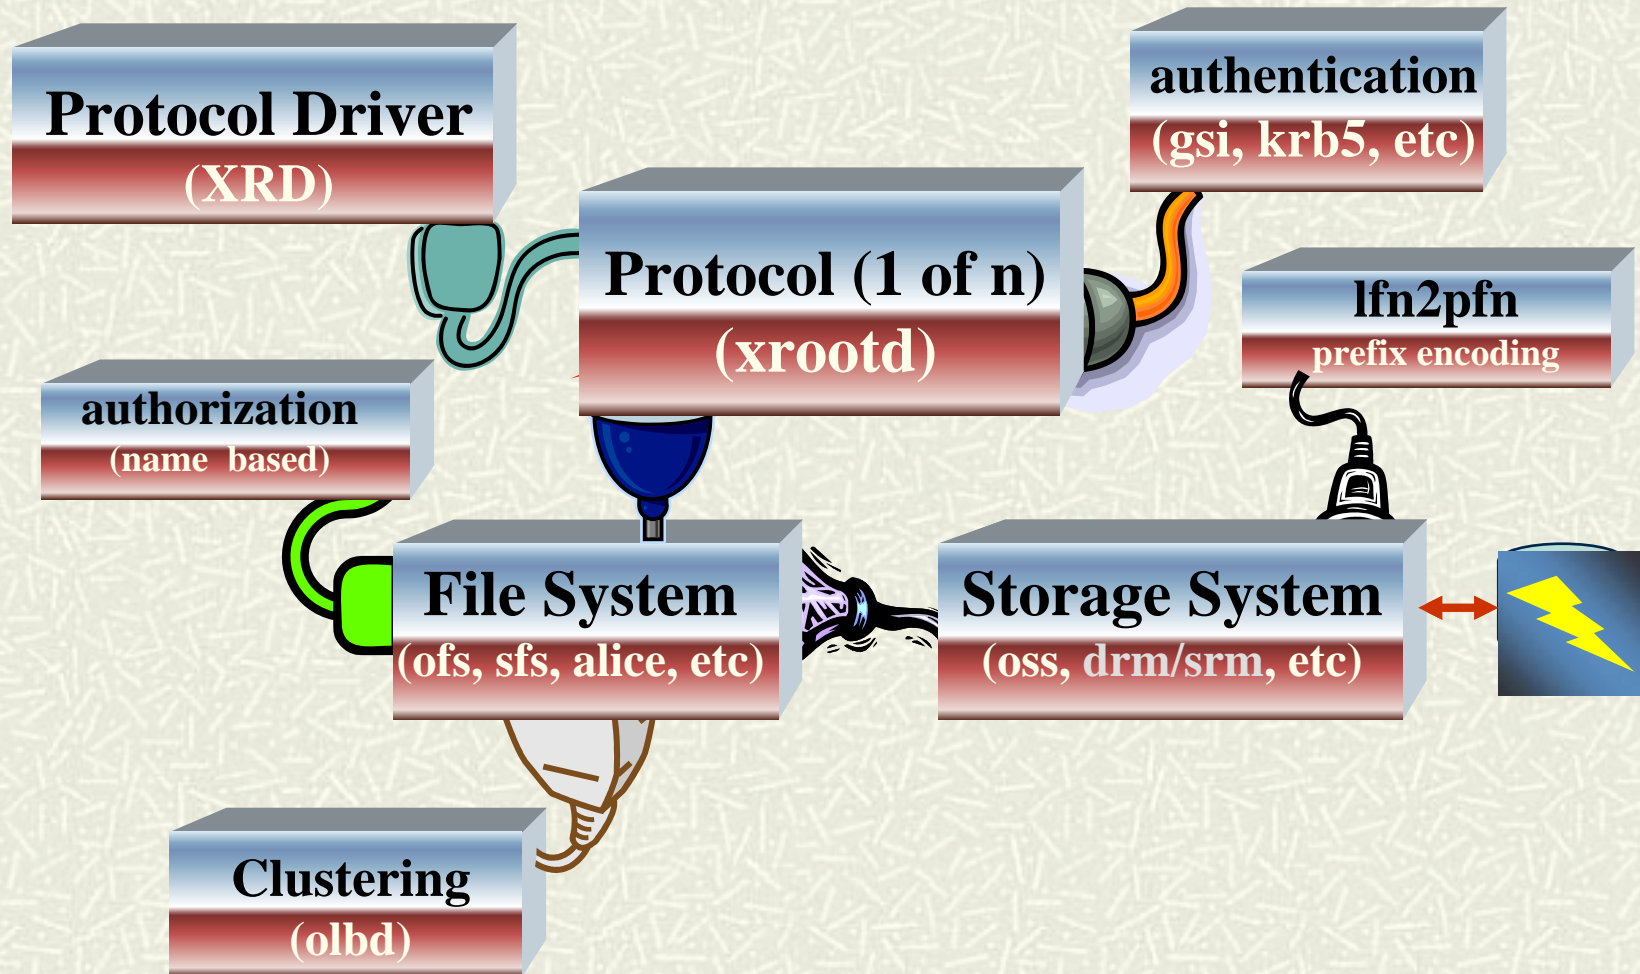 Protocol Driver
(XRD)
authentication
(gsi, krb5, etc)
Protocol (1 of n)
(xrootd)
lfn2pfn
prefix encoding
authorization
(name based)
File System
(ofs, sfs, alice, etc)
Storage System
(oss, drm/srm, etc)
Clustering
(olbd)